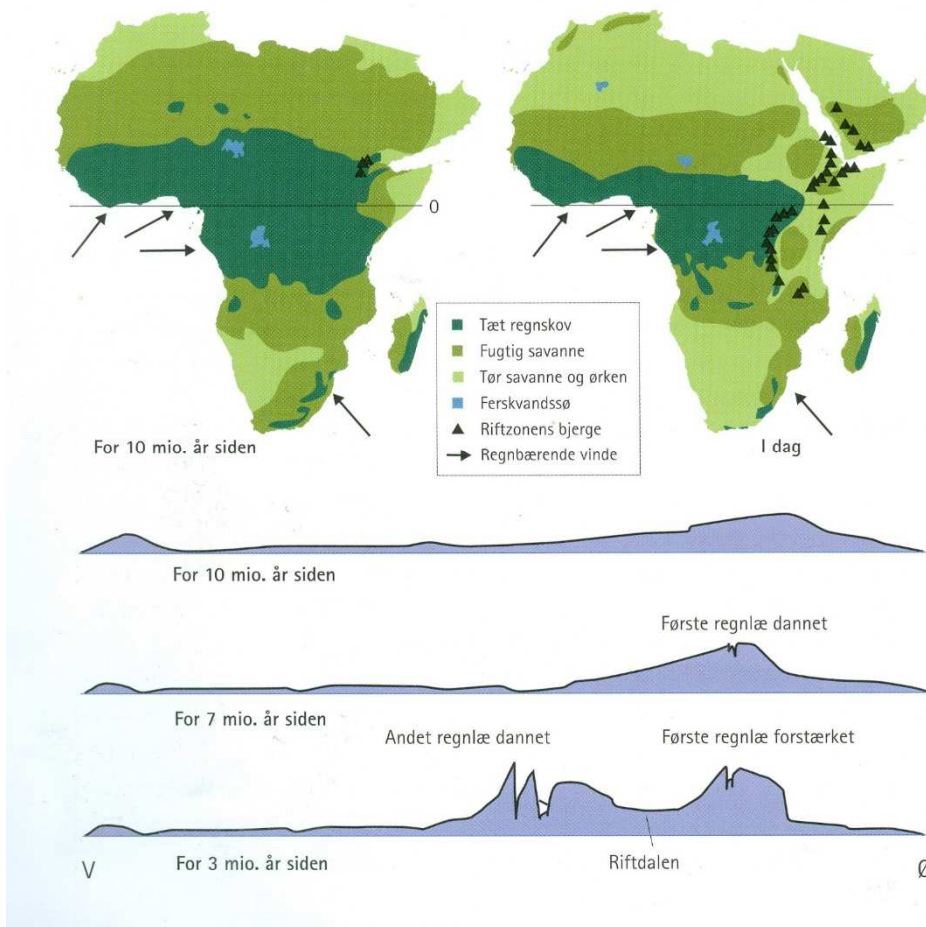 0
Tæt regnskov
Fugtig savanne
Tør savanne og ørken
Ferskvandssø
Riftzonens bjerge
Regnbærende vinde
For 10 mio. år siden
I dag
For 10 mio. år siden
Første regnlæ dannet
For 7 mio. år siden
Andet regnlæ dannet
Første regnlæ forstærket
V
For 3 mio. år siden
Riftdalen
Ø